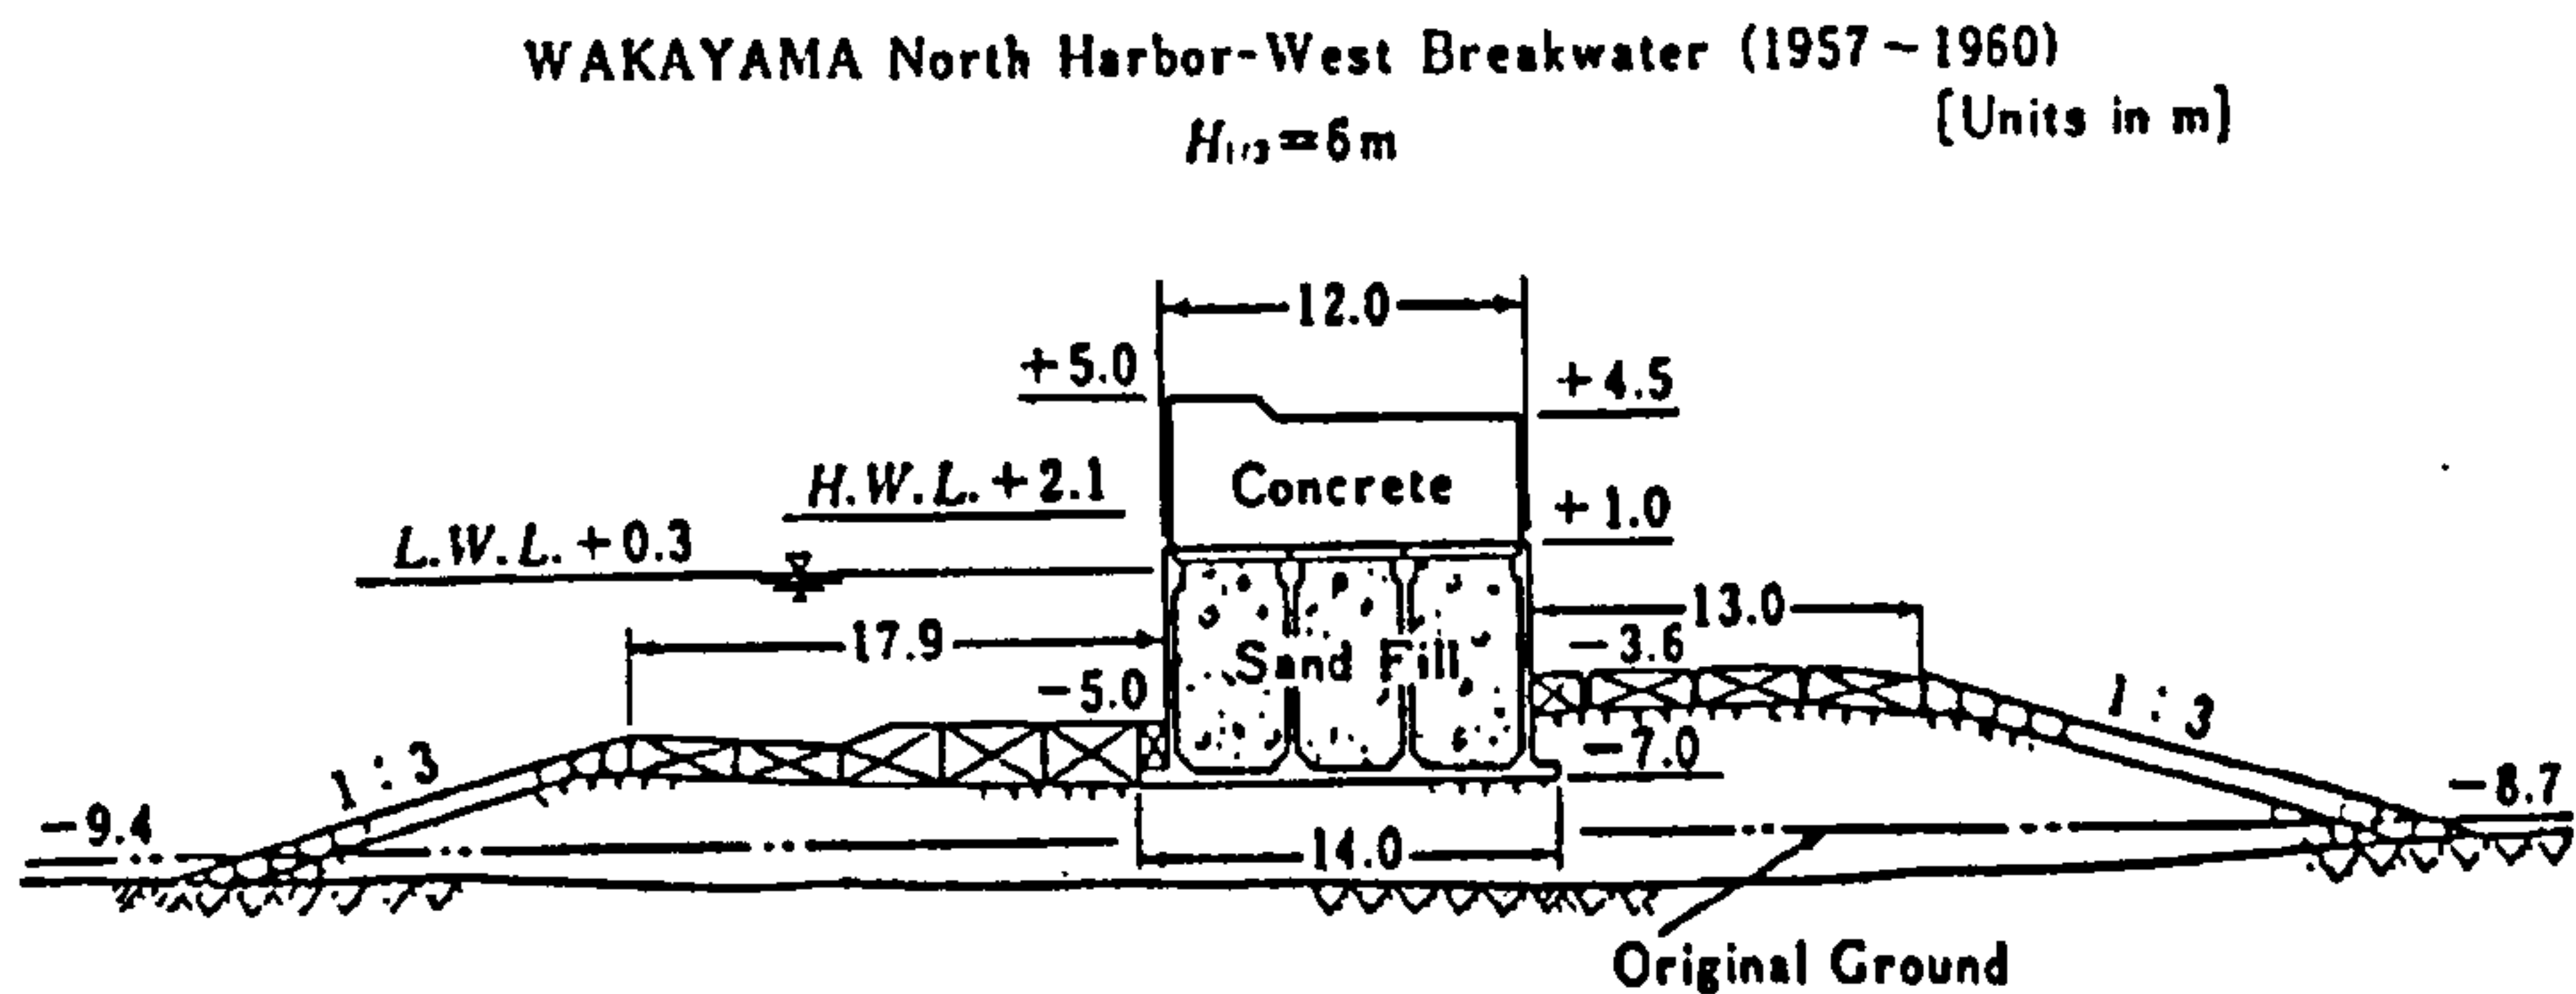 WAKAYAMA North Harbor-West Breakwater (1957~1960)
[Units in m]
H1/3=6m
12.0
+5.0
+4.5
H.W.L. +2.1
Concrete
+1.0
L.W.L. +0.3
17.9
13.0
-5.0
Sand Fill
-3.6
1:3
1:3
-7.0
-9.4
-8.7
14.0
Original Ground